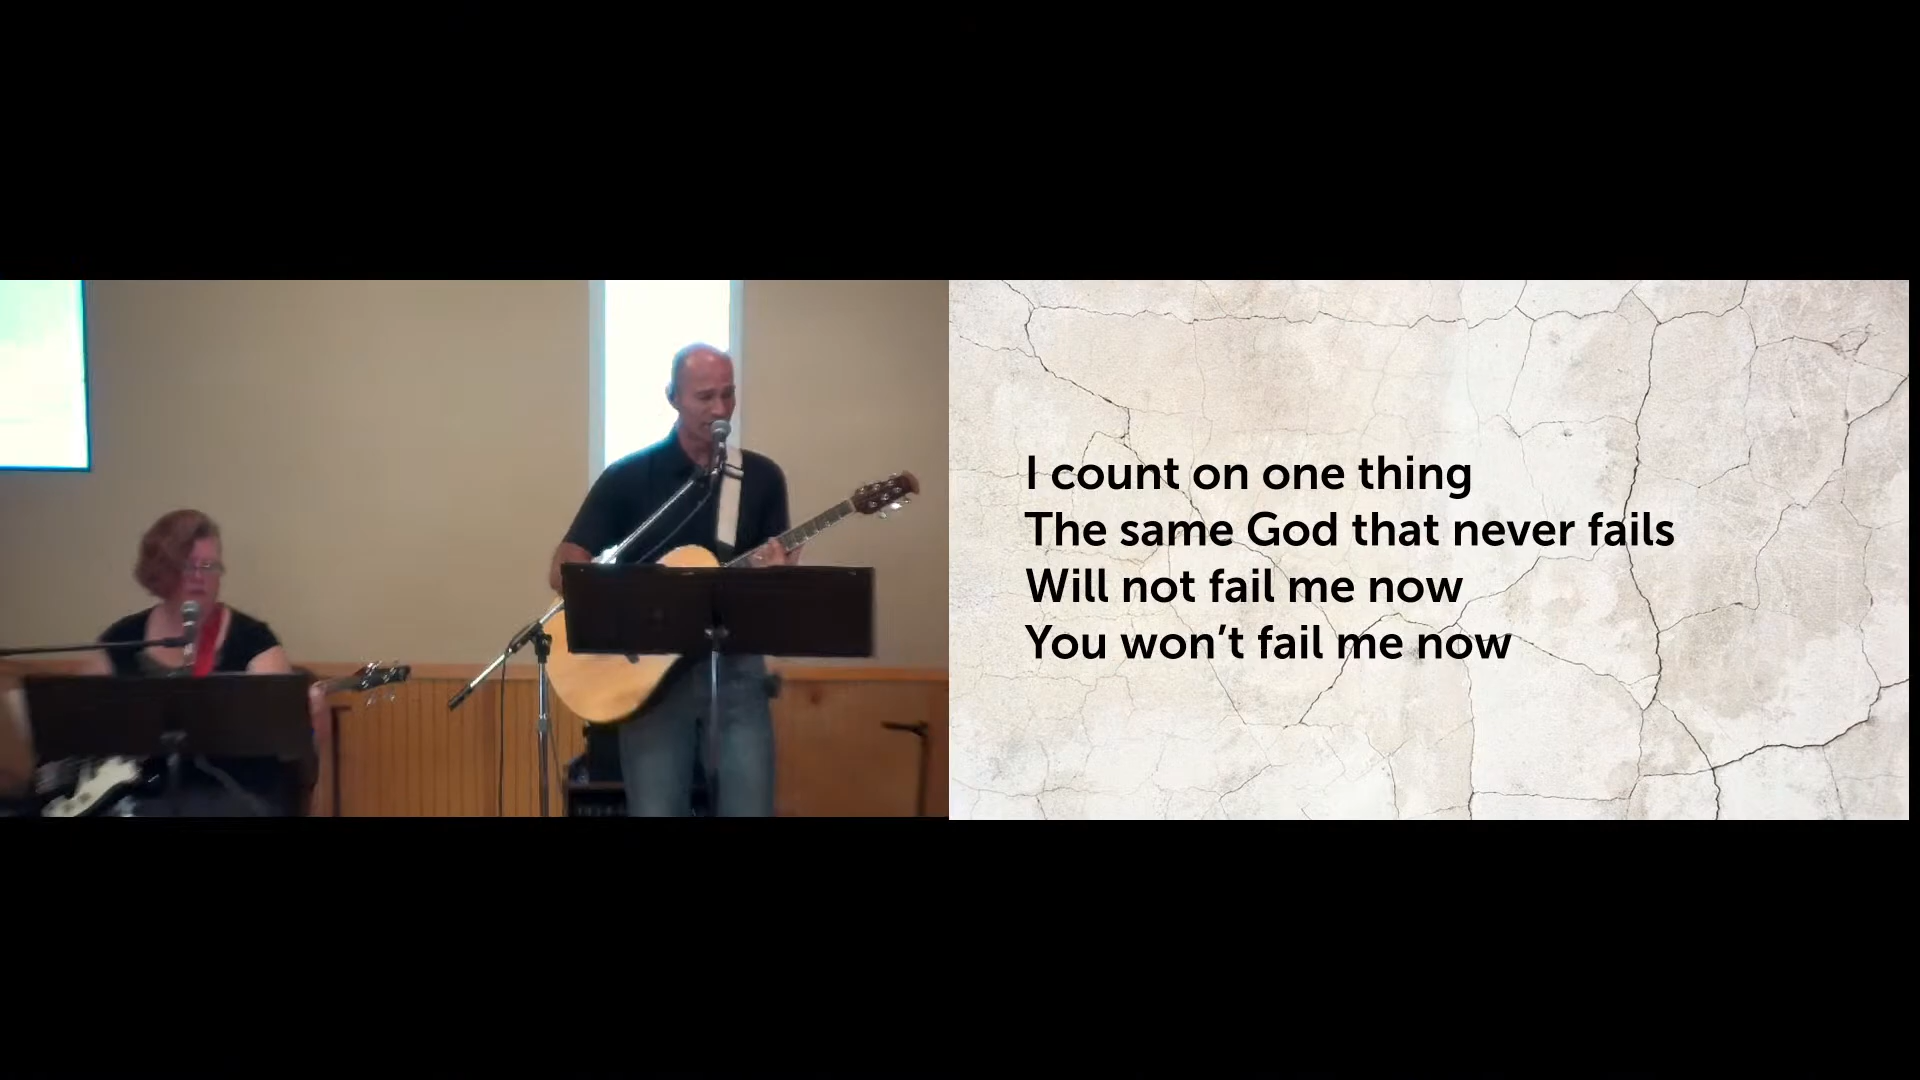 I count on one thing
The same God that never fails
Will not fail me now
You won’t fail me now